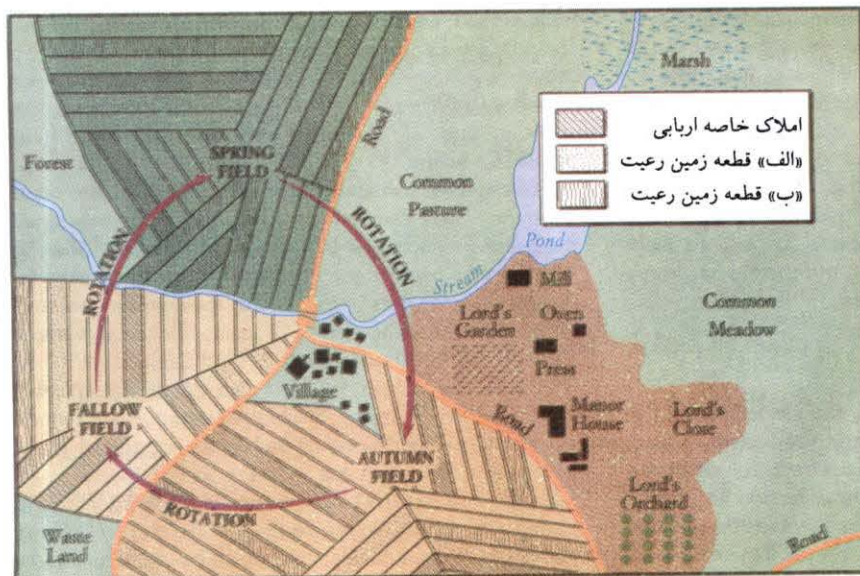 Marsh
املاک خاصه اربابی
«الف» قطعه زمین رعیت
«ب» قطعه زمین رعیت
Forest
SPRING
FIELD
Road
Common
Pasture
ROTATION
ROTATION
Stream
Pond
Mill
Lord's
Garden
Oven
Press
Common
Meadow
Village
FALLOW
FIELD
Road
Manor
House
Lord's
Close
AUTUMN
FIELD
Lord's
Orchard
ROTATION
Waste
Land
Road